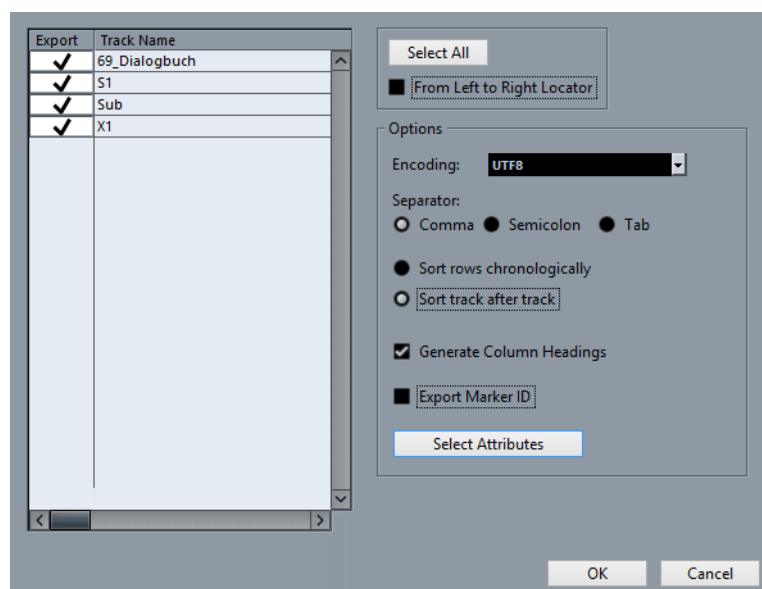 Export Track Name
69_Dialogbuch
S1
Sub
X1
Select All
From Left to Right Locator
Options
Encoding: UTF8
Separator:
Comma Semicolon Tab
Sort rows chronologically
Sort track after track
Generate Column Headings
Export Marker ID
Select Attributes
OK Cancel